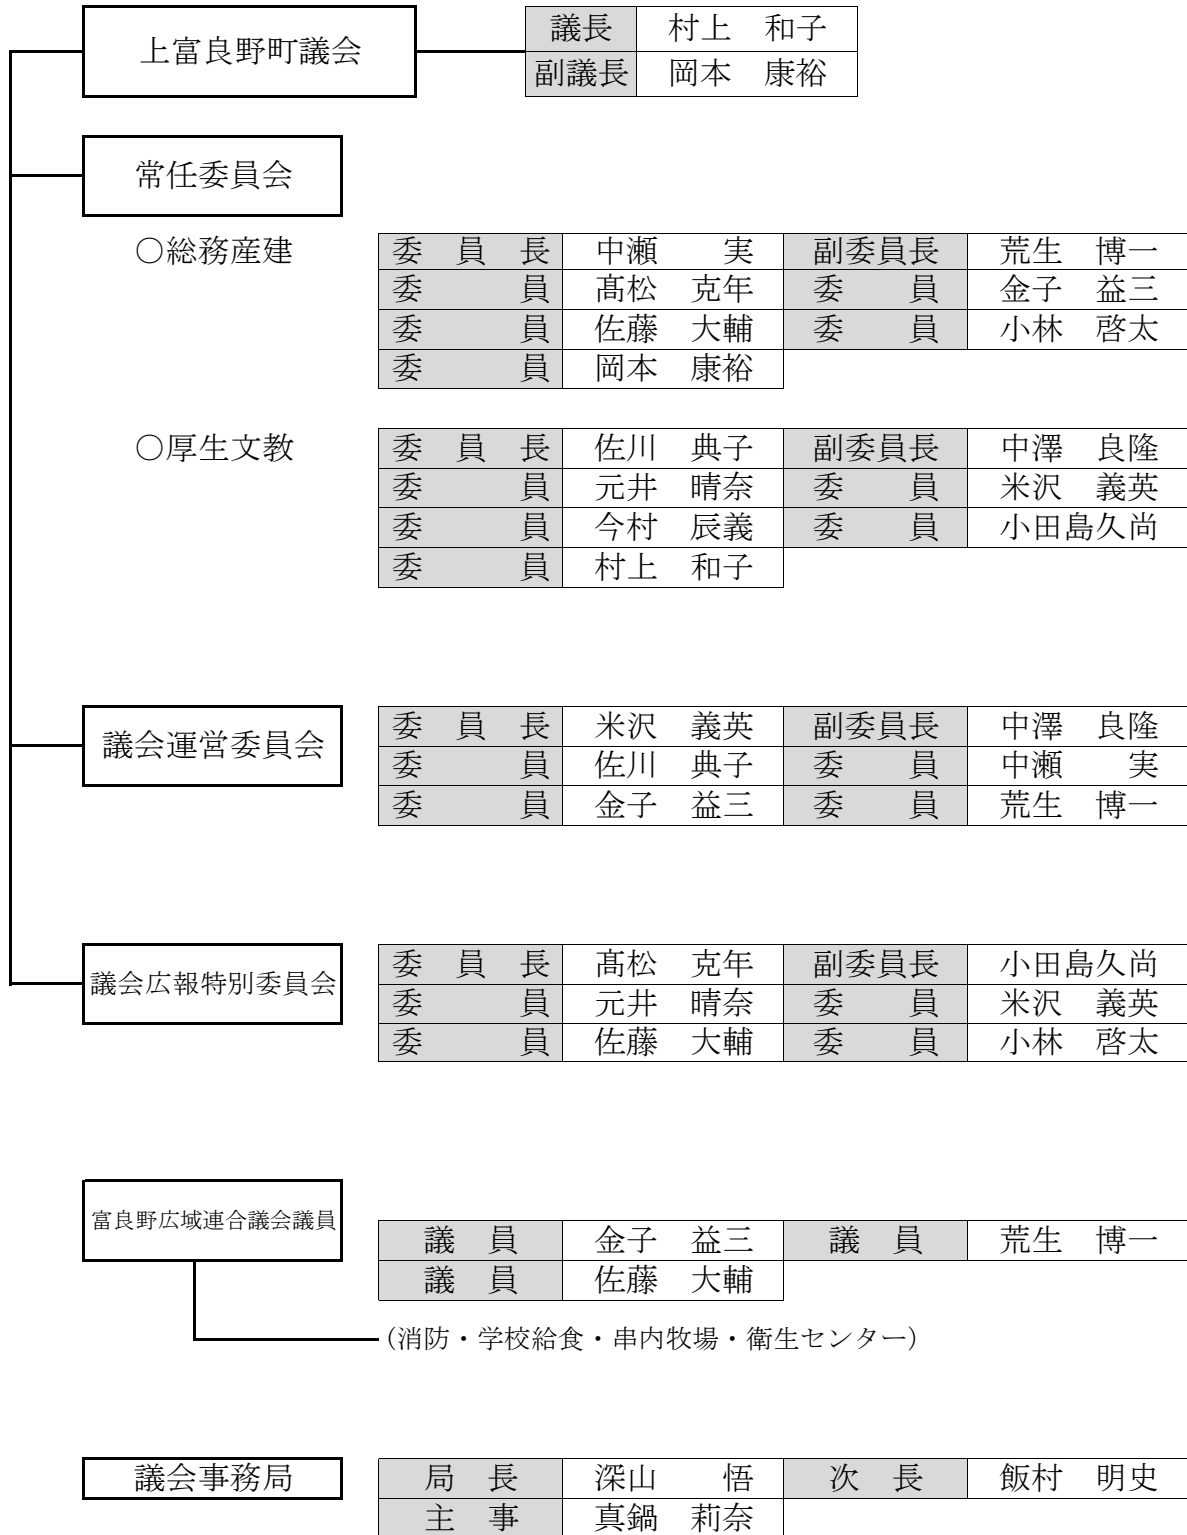 上富良野町議会　議長　村上　和子
副議長　岡本　康裕
常任委員会
〇総務産建　委　員　長　中瀬　　実　副委員長　荒生　博一
委　　　員　髙松　克年　委　　員　金子　益三
委　　　員　佐藤　大輔　委　　員　小林　啓太
委　　　員　岡本　康裕
〇厚生文教　委　員　長　佐川　典子　副委員長　中澤　良隆
委　　　員　元井　晴奈　委　　員　米沢　義英
委　　　員　今村　辰義　委　　員　小田島久尚
委　　　員　村上　和子
議会運営委員会　委　員　長　米沢　義英　副委員長　中澤　良隆
委　　　員　佐川　典子　委　　員　中瀬　　実
委　　　員　金子　益三　委　　員　荒生　博一
議会広報特別委員会　委　員　長　髙松　克年　副委員長　小田島久尚
委　　　員　元井　晴奈　委　　員　米沢　義英
委　　　員　佐藤　大輔　委　　員　小林　啓太
富良野広域連合議会議員　議　員　金子　益三　議　員　荒生　博一
議　員　佐藤　大輔
(消防・学校給食・串内牧場・衛生センター)
議会事務局　局　長　深山　　悟　次　長　飯村　明史
主　事　真鍋　莉奈